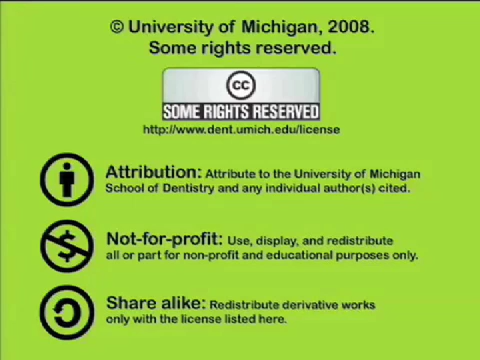 © University of Michigan, 2008.
Some rights reserved.
cc
SOME RIGHTS RESERVED
http://www.dent.umich.edu/license
Attribution: Attribute to the University of Michigan
School of Dentistry and any individual author(s) cited.
Not-for-profit: Use, display, and redistribute
all or part for non-profit and educational purposes only.
Share alike: Redistribute derivative works
only with the license listed here.